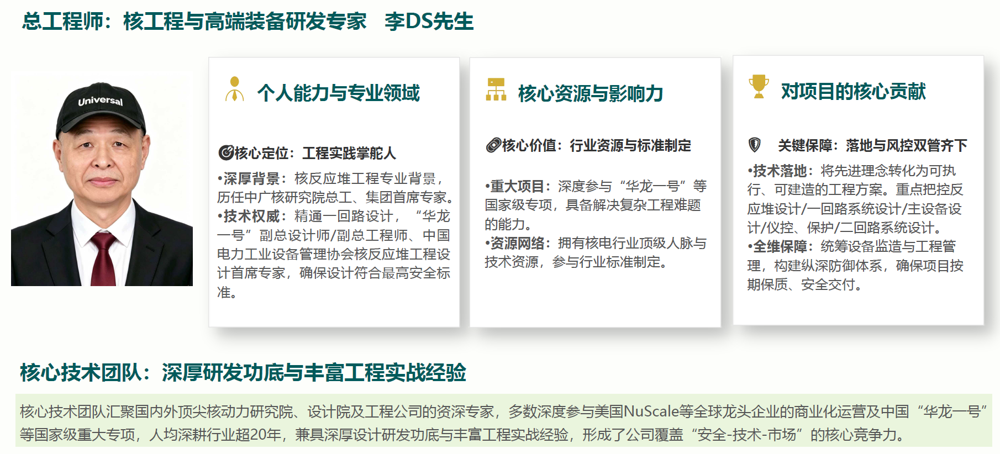 总工程师：核工程与高端装备研发专家 李DS先生
Universal
个人能力与专业领域
核心定位：工程实践掌舵人
•深厚背景：核反应堆工程专业背景，
历任中广核研究院总工、集团首席专家。
•技术权威：精通一回路设计，“华龙
一号”副总设计师/副总工程师、中国
电力工业设备管理协会核反应堆工程设
计首席专家，确保设计符合最高安全标
准。
核心资源与影响力
核心价值：行业资源与标准制定
•重大项目：深度参与“华龙一号”等
国家级专项，具备解决复杂工程难题
的能力。
•资源网络：拥有核电行业顶级人脉与
技术资源，参与行业标准制定。
对项目的核心贡献
关键保障：落地与风控双管齐下
•技术落地：将先进理念转化为可执
行、可建造的工程方案。重点把控反
应堆设计/一回路系统设计/主设备设
计/仪控、保护/二回路系统设计。
•全维保障：统筹设备监造与工程管
理，构建纵深防御体系，确保项目按
期保质、安全交付。
核心技术团队：深厚研发功底与丰富工程实战经验
核心技术团队汇聚国内外顶尖核动力研究院、设计院及工程公司的资深专家，多数深度参与美国NuScale等全球龙头企业的商业化运营及中国“华龙一号”
等国家级重大专项，人均深耕行业超20年，兼具深厚设计研发功底与丰富工程实战经验，形成了公司覆盖“安全-技术-市场”的核心竞争力。